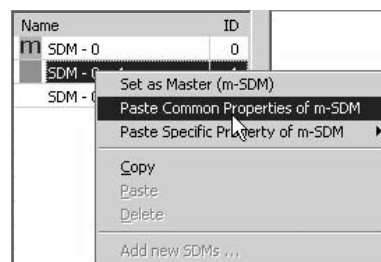 Name ID
m SDM - 0 0
SDM - 0
SDM - 0
Set as Master (m-SDM)
Paste Common Properties of m-SDM
Paste Specific Property of m-SDM
Copy
Paste
Delete
Add new SDMs ...